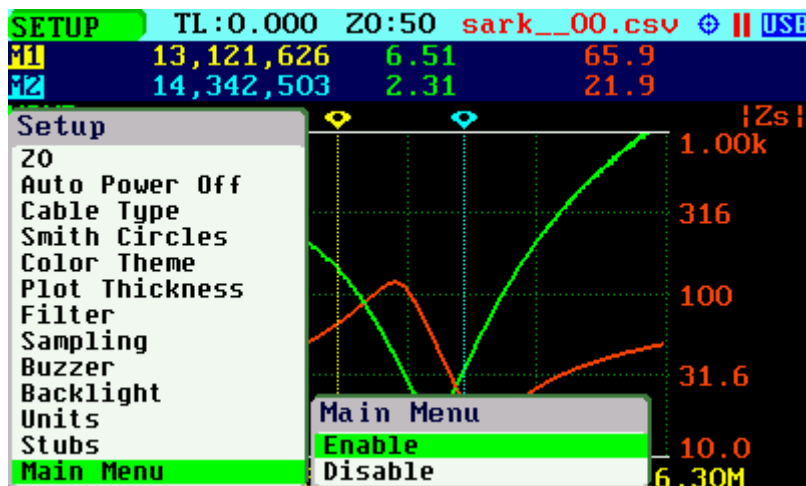 SETUP TL:0.000 Z0:50 sark__00.csv USB
M1 13,121,626 6.51 65.9
M2 14,342,503 2.31 21.9
|Zs|
Setup
Z0
Auto Power Off
Cable Type
Smith Circles
Color Theme
Plot Thickness
Filter
Sampling
Buzzer
Backlight
Units
Stubs
Main Menu
Main Menu
Enable
Disable
1.00k
316
100
31.6
10.0
6.30M